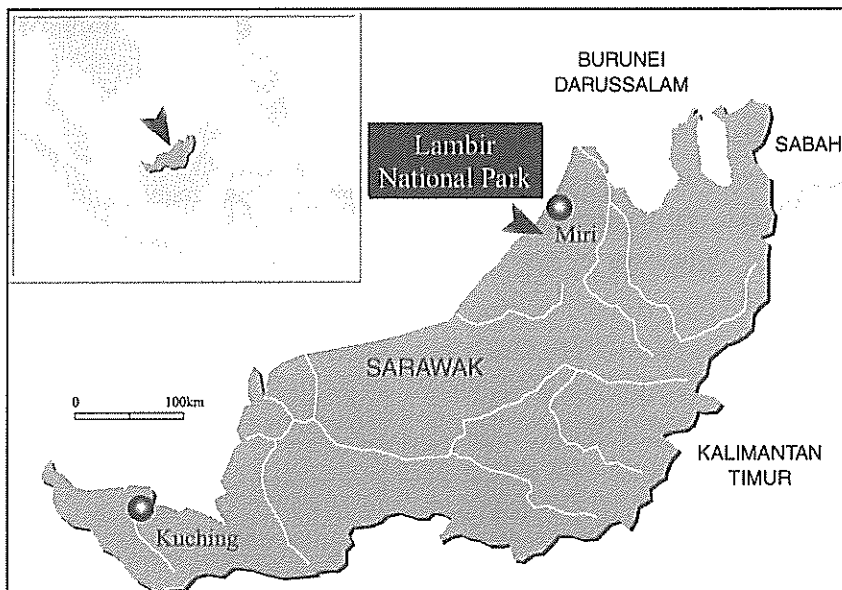 BURUNEI
DARUSSALAM
Lambir
National Park
SABAH
Miri
SARAWAK
0
100km
KALIMANTAN
TIMUR
Kuching